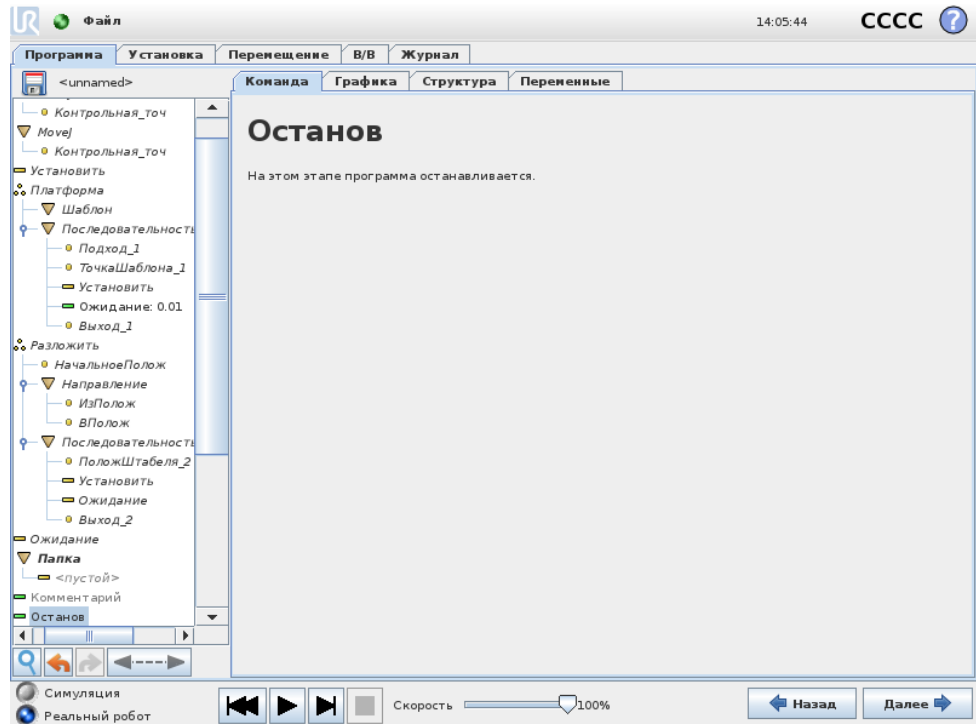 Файл
14:05:44
CCCC
Программа Установка Перемещение В/В Журнал
<unnamed>
Команда Графика Структура Переменные
Контрольная_точ
MoveJ
Контрольная_точ
Установить
Платформа
Шаблон
Последовательность
Подход_1
ТочкаШаблона_1
Установить
Ожидание: 0.01
Выход_1
Разложить
НачальноеПолож
Направление
ИзПолож
ВПолож
Последовательность
ПоложШтабеля_2
Установить
Ожидание
Выход_2
Ожидание
Папка
<пустой>
Комментарий
Останов
Останов
На этом этапе программа останавливается.
Симуляция
Реальный робот
Скорость 100%
Назад
Далее